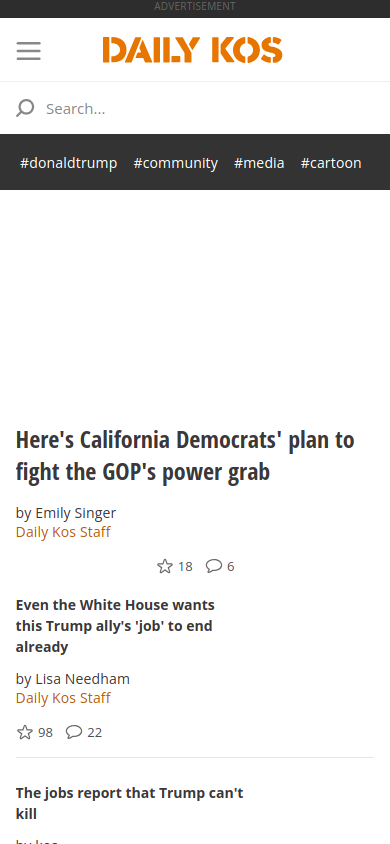 ADVERTISEMENT
DAILY KOS
Search...
#donaldtrump #community #media #cartoon
Here's California Democrats' plan to
fight the GOP's power grab
by Emily Singer
Daily Kos Staff
18 6
Even the White House wants
this Trump ally's 'job' to end
already
by Lisa Needham
Daily Kos Staff
98 22
The jobs report that Trump can't
kill
by kos